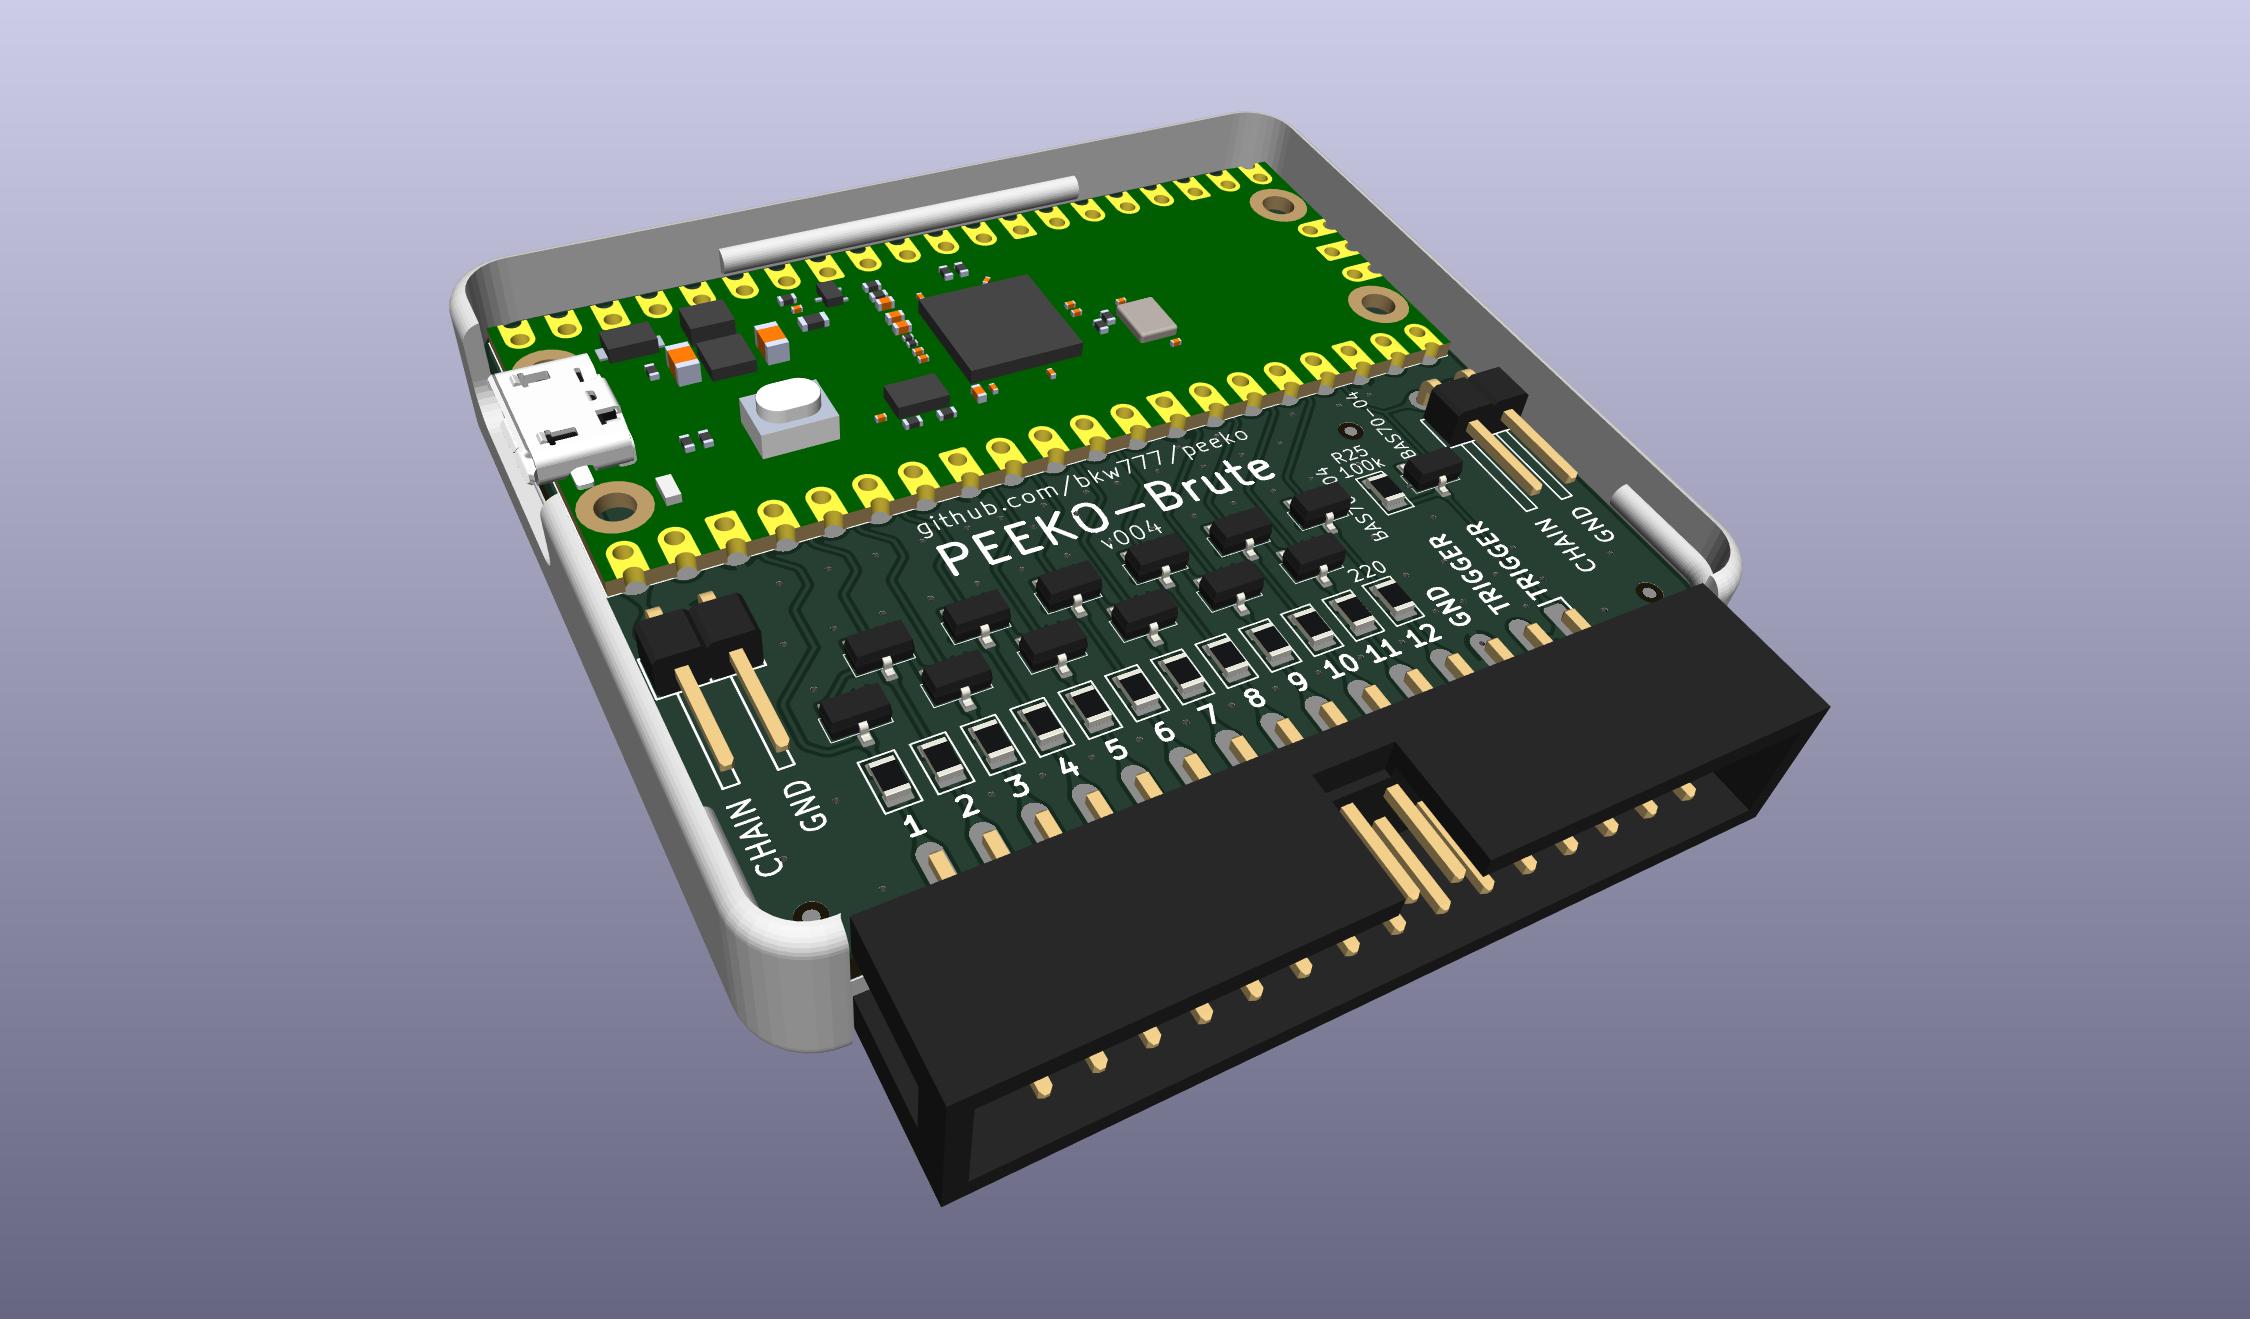 github.com/bkw777/peeko
PEEKO-Brute
v004
BAS70-04
R25
100k
BAS70-04
220
CHAIN
GND
GND
TRIGGER
TRIGGER
CHAIN
GND
1 2 3 4 5 6 7 8 9 10 11 12